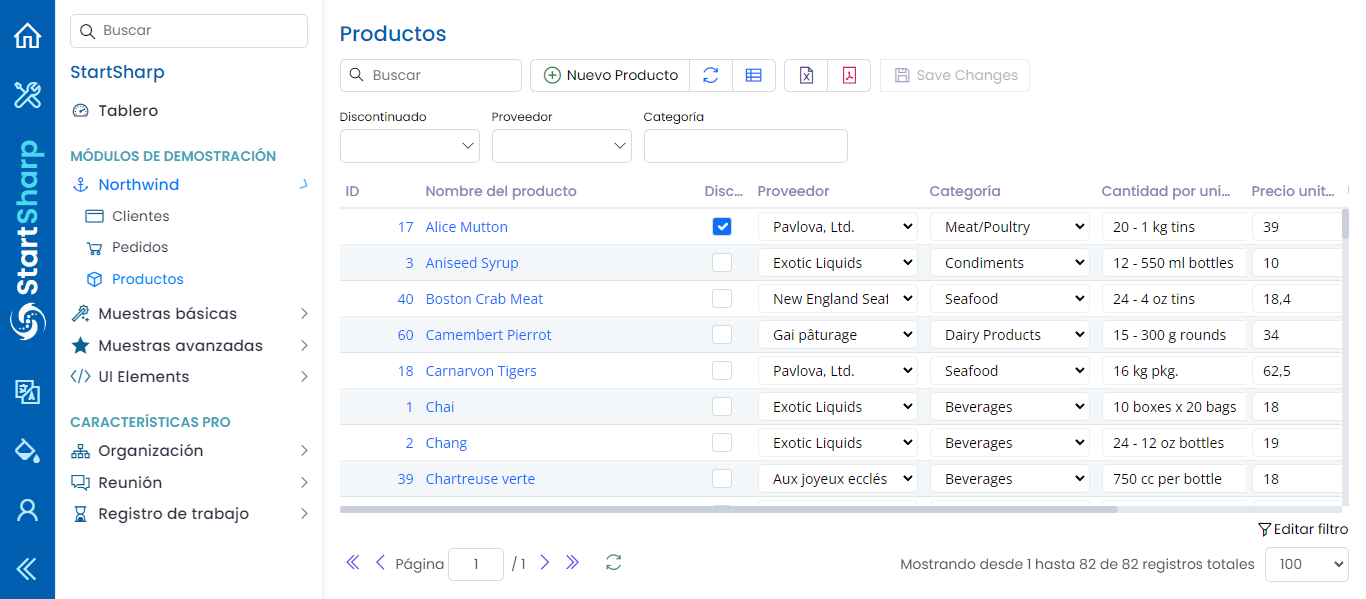 StartSharp
Buscar
StartSharp
Tablero
MÓDULOS DE DEMOSTRACIÓN
Northwind
Clientes
Pedidos
Productos
Muestras básicas
Muestras avanzadas
UI Elements
CARACTERÍSTICAS PRO
Organización
Reunión
Registro de trabajo
Productos
Buscar Nuevo Producto Save Changes
Discontinuado Proveedor Categoría
ID Nombre del producto Disc... Proveedor Categoría Cantidad por uni... Precio unit...
17 Alice Mutton Pavlova, Ltd. Meat/Poultry 20 - 1 kg tins 39
3 Aniseed Syrup Exotic Liquids Condiments 12 - 550 ml bottles 10
40 Boston Crab Meat New England Seaf Seafood 24 - 4 oz tins 18,4
60 Camembert Pierrot Gai pâturage Dairy Products 15 - 300 g rounds 34
18 Carnarvon Tigers Pavlova, Ltd. Seafood 16 kg pkg. 62,5
1 Chai Exotic Liquids Beverages 10 boxes x 20 bags 18
2 Chang Exotic Liquids Beverages 24 - 12 oz bottles 19
39 Chartreuse verte Aux joyeux ecclés Beverages 750 cc per bottle 18
Editar filtro
Página 1 / 1 Mostrando desde 1 hasta 82 de 82 registros totales 100